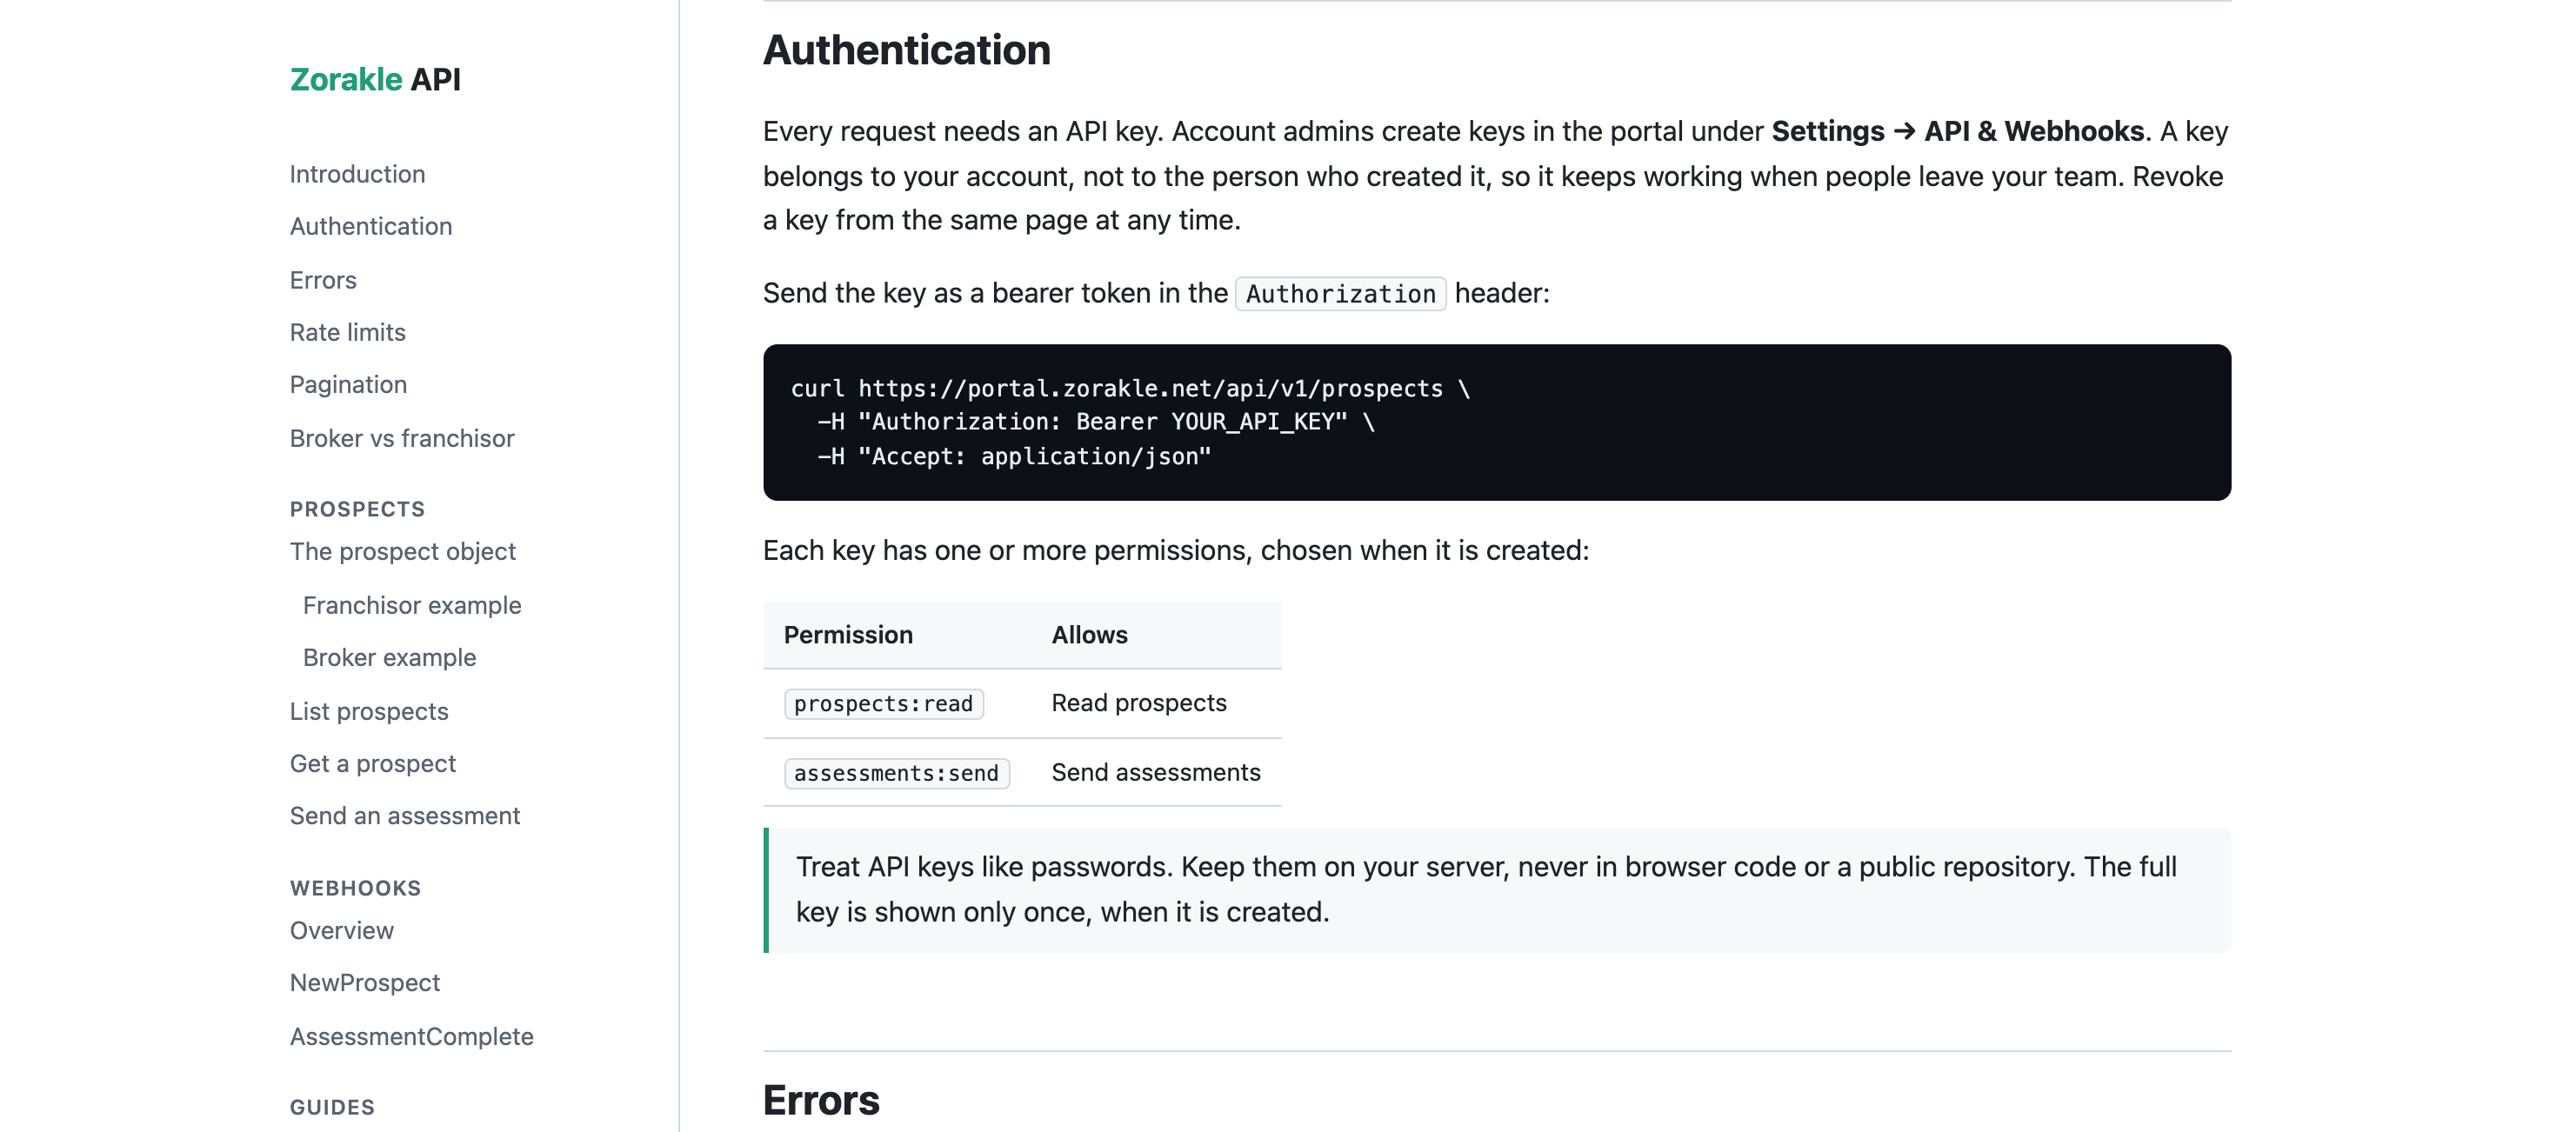 Zorakle API
Introduction
Authentication
Errors
Rate limits
Pagination
Broker vs franchisor
PROSPECTS
The prospect object
Franchisor example
Broker example
List prospects
Get a prospect
Send an assessment
WEBHOOKS
Overview
NewProspect
AssessmentComplete
GUIDES
Authentication
Every request needs an API key. Account admins create keys in the portal under Settings → API & Webhooks. A key
belongs to your account, not to the person who created it, so it keeps working when people leave your team. Revoke
a key from the same page at any time.
Send the key as a bearer token in the Authorization header:
curl https://portal.zorakle.net/api/v1/prospects \
  -H "Authorization: Bearer YOUR_API_KEY" \
  -H "Accept: application/json"
Each key has one or more permissions, chosen when it is created:
Permission Allows
prospects:read Read prospects
assessments:send Send assessments
Treat API keys like passwords. Keep them on your server, never in browser code or a public repository. The full
key is shown only once, when it is created.
Errors